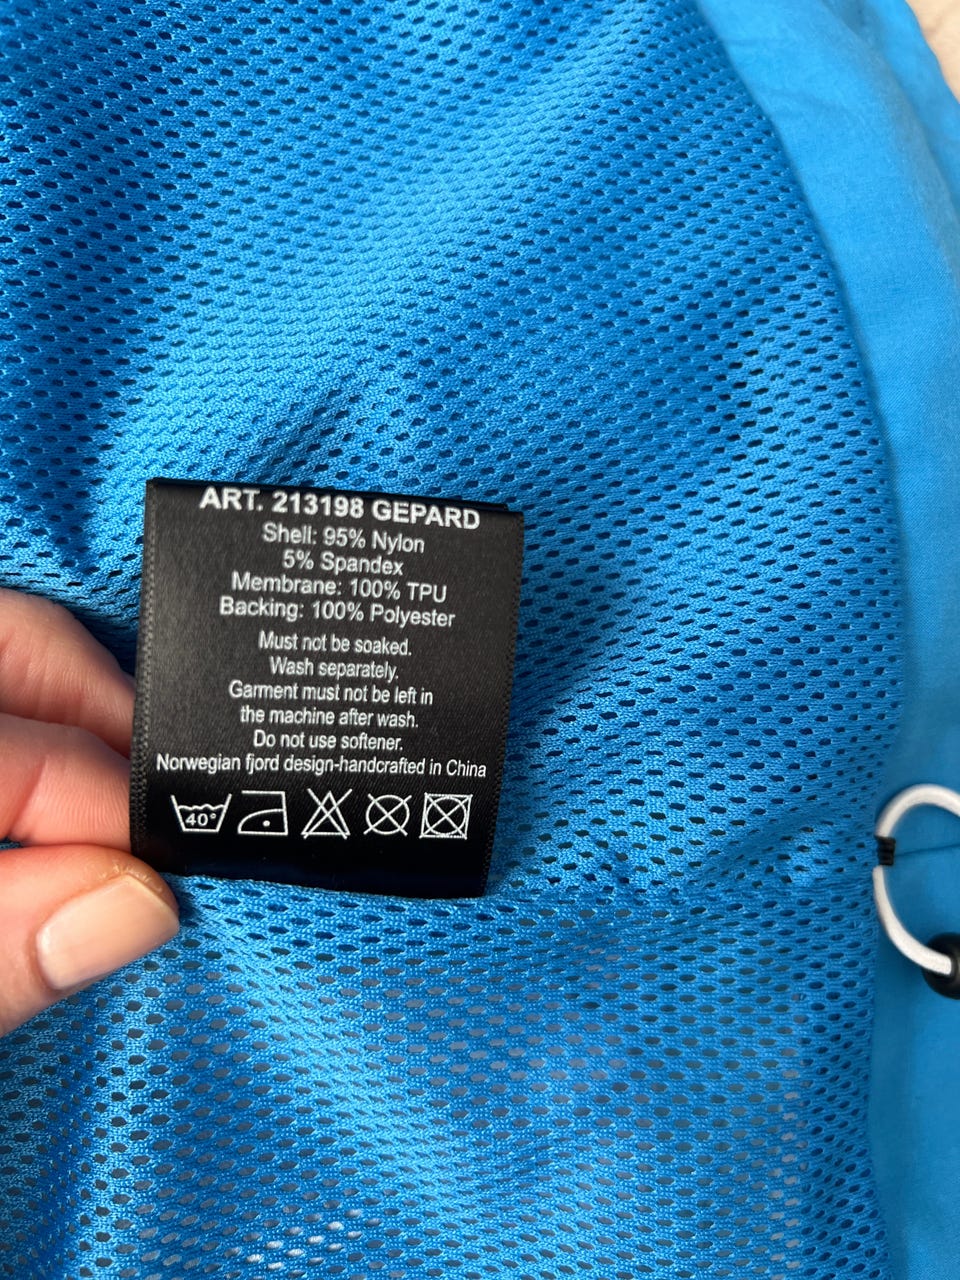 ART. 213198 GEPARD
Shell: 95% Nylon
5% Spandex
Membrane: 100% TPU
Backing: 100% Polyester
Must not be soaked.
Wash separately.
Garment must not be left in
the machine after wash.
Do not use softener.
Norwegian fjord design-handcrafted in China
40°